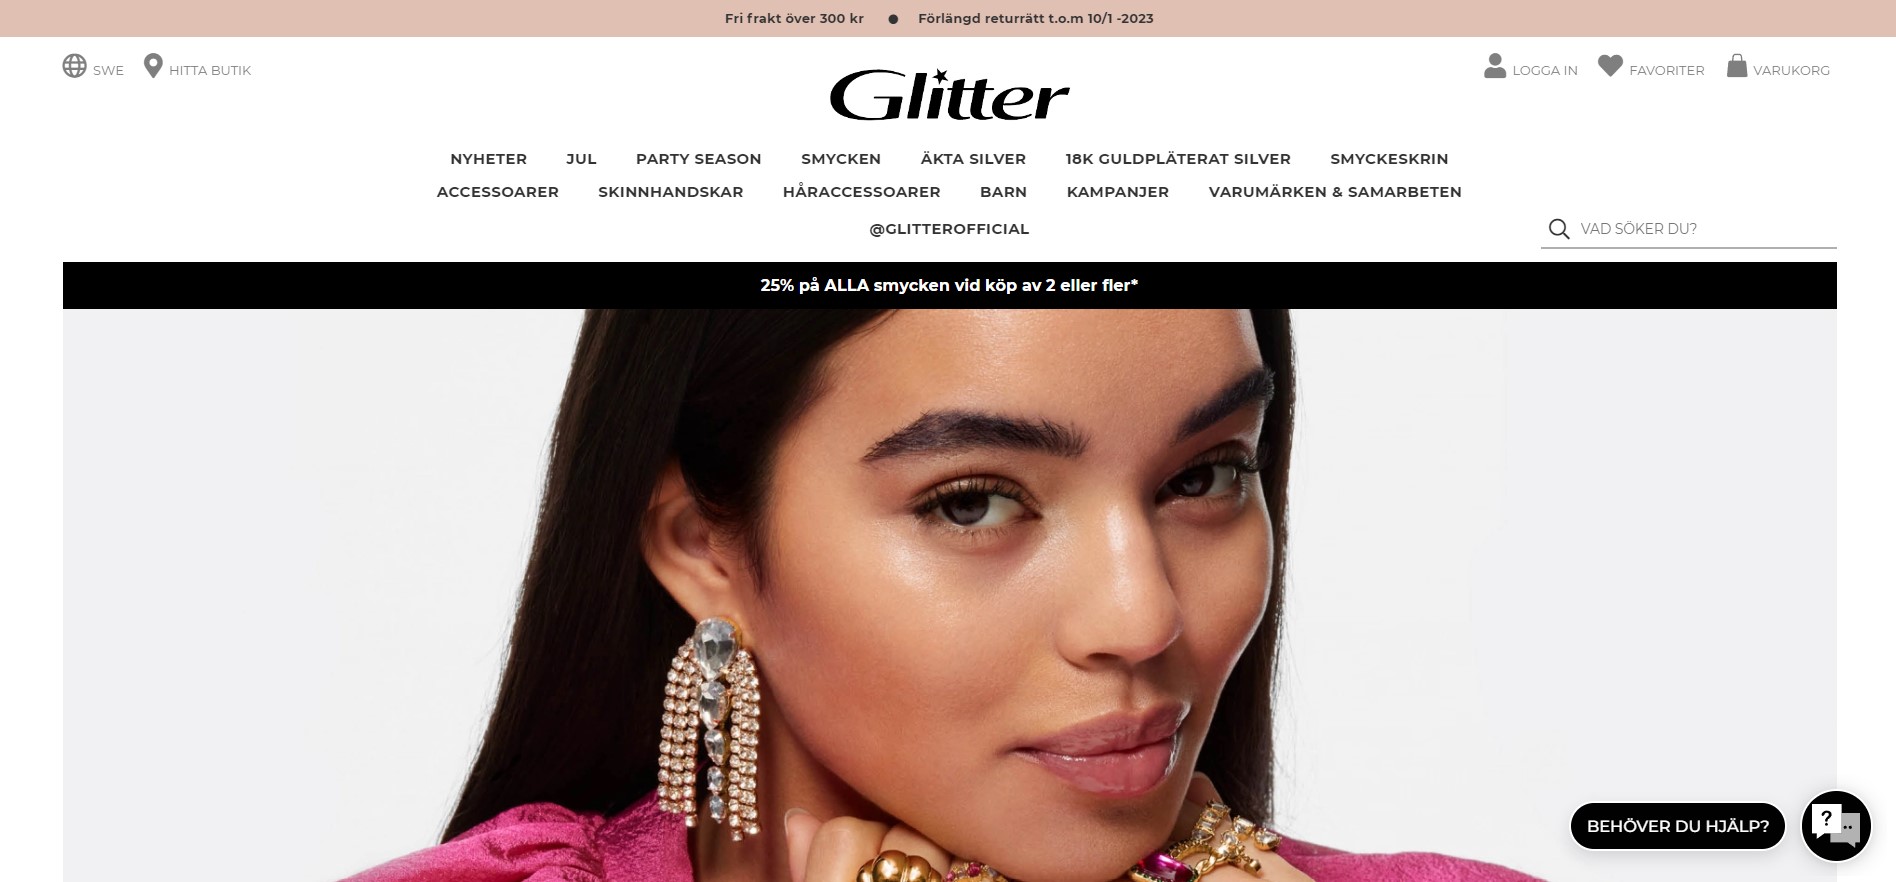 Fri frakt över 300 kr ● Förlängd returrätt t.o.m 10/1 -2023
SWE HITTA BUTIK
Glitter
LOGGA IN FAVORITER VARUKORG
NYHETER JUL PARTY SEASON SMYCKEN ÄKTA SILVER 18K GULDPLÄTERAT SILVER SMYCKESKRIN
ACCESSOARER SKINNHANDSKAR HÅRACCESSOARER BARN KAMPANJER VARUMÄRKEN & SAMARBETEN
@GLITTEROFFICIAL
VAD SÖKER DU?
25% på ALLA smycken vid köp av 2 eller fler*
BEHÖVER DU HJÄLP?
?